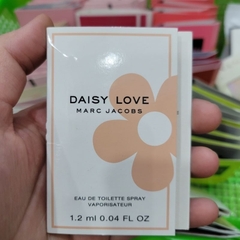 DAISY LOVE
MARC JACOBS
EAU DE TOILETTE SPRAY
VAPORISATEUR
1.2 ml 0.04 FL OZ